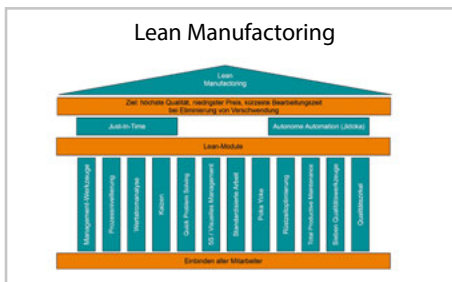 Lean Manufactoring
Lean
Manufacturing
Ziel: höchste Qualität, niedrigster Preis, kürzeste Bearbeitungszeit
bei Eliminierung von Verschwendung
Just-In-Time
Autonome Automation (Jidoka)
Lean-Module
Management-Werkzeuge
Prozessnivellierung
Wertstromanalyse
Kaizen
Quick Problem Solving
5S / Visuelles Management
Standardisierte Arbeit
Poka Yoke
Rüstzeitoptimierung
Total Productive Maintenance
Sieben Qualitätswerkzeuge
Qualitätszirkel
Einbinden aller Mitarbeiter